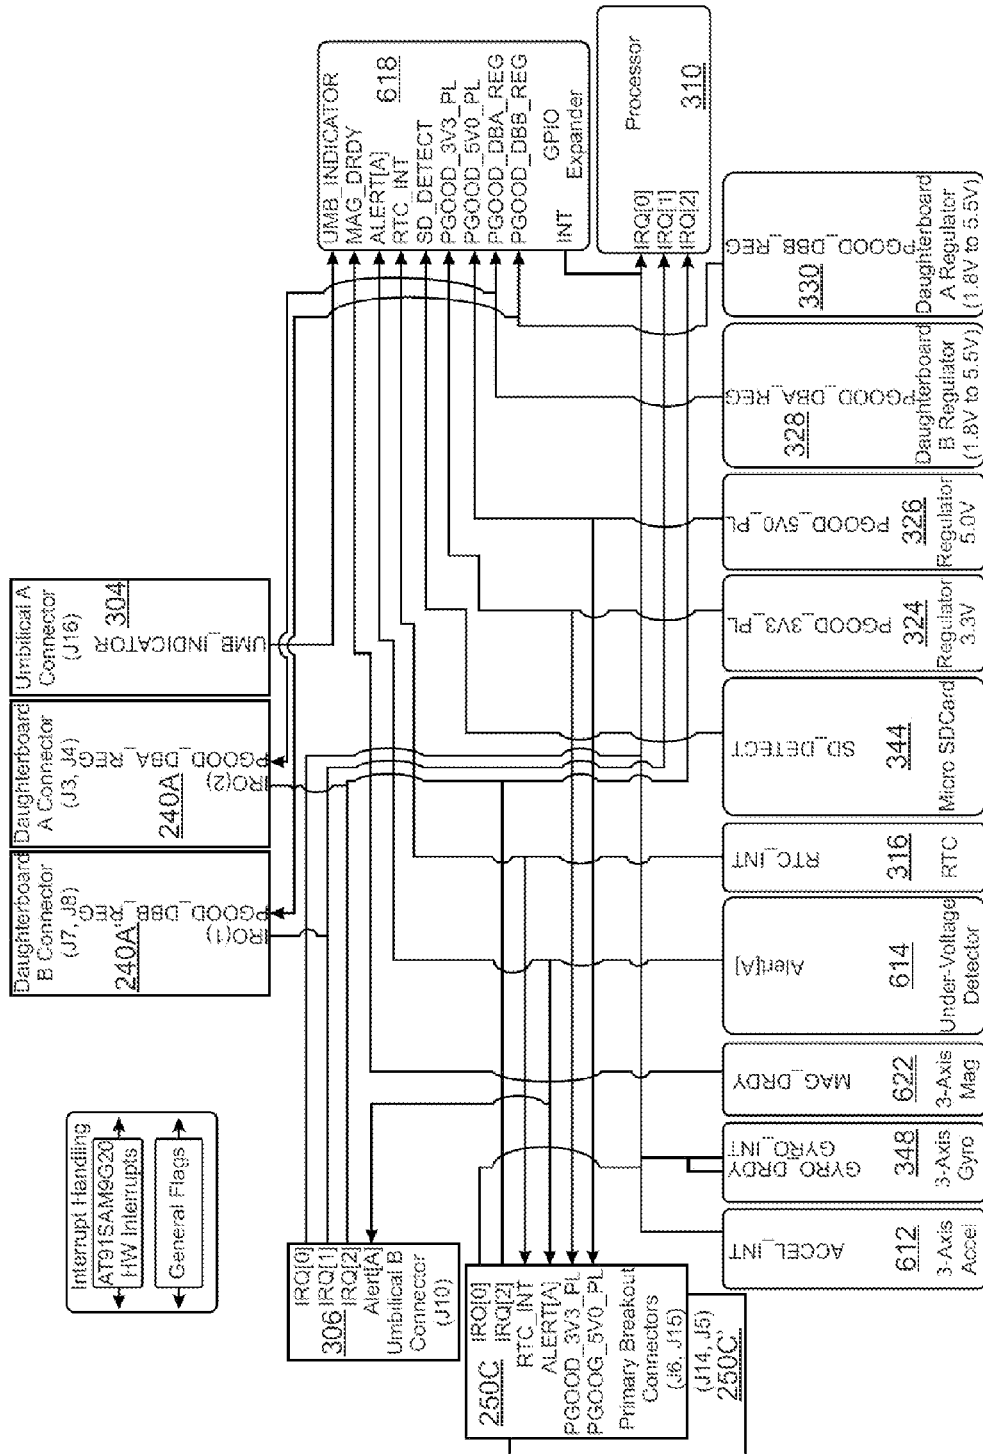 Interrupt Handling
AT91SAM9G20
HW Interrupts
General Flags
Daughterboard
B Connector
(J7, J8)
240A'
PGOOD_DBB_REG
IRQ(1)
Daughterboard
A Connector
(J3, J4)
240A
PGOOD_DBA_REG
IRQ(2)
Umbilical A
Connector
(J16)
304
UMB_INDICATOR
IRQ[0]
IRQ[1]
IRQ[2]
Alert[A]
306
Umbilical B
Connector
(J10)
UMB_INDICATOR
MAG_DRDY
ALERT[A]
618
RTC_INT
SD_DETECT
PGOOD_3V3_PL
PGOOD_5V0_PL
PGOOD_DBA_REG
PGOOD_DBB_REG
GPIO
INT
Expander
Processor
310
IRQ[0]
IRQ[1]
IRQ[2]
250C
IRQ[0]
IRQ[2]
RTC_INT
ALERT[A]
PGOOD_3V3_PL
PGOOG_5V0_PL
Primary Breakout
Connectors
(J6, J15)
(J14, J5)
250C'
ACCEL_INT
612
3-Axis
Accel
GYRO_DRDY
GYRO_INT
348
3-Axis
Gyro
MAG_DRDY
622
3-Axis
Mag
Alert[A]
614
Under-Voltage
Detector
RTC_INT
316
RTC
SD_DETECT
344
Micro SDCard
PGOOD_3V3_PL
324
Regulator
3.3V
PGOOD_5V0_PL
326
Regulator
5.0V
PGOOD_DBA_REG
328
Daughterboard
B Regulator
(1.8V to 5.5V)
PGOOD_DBB_REG
330
Daughterboard
A Regulator
(1.8V to 5.5V)